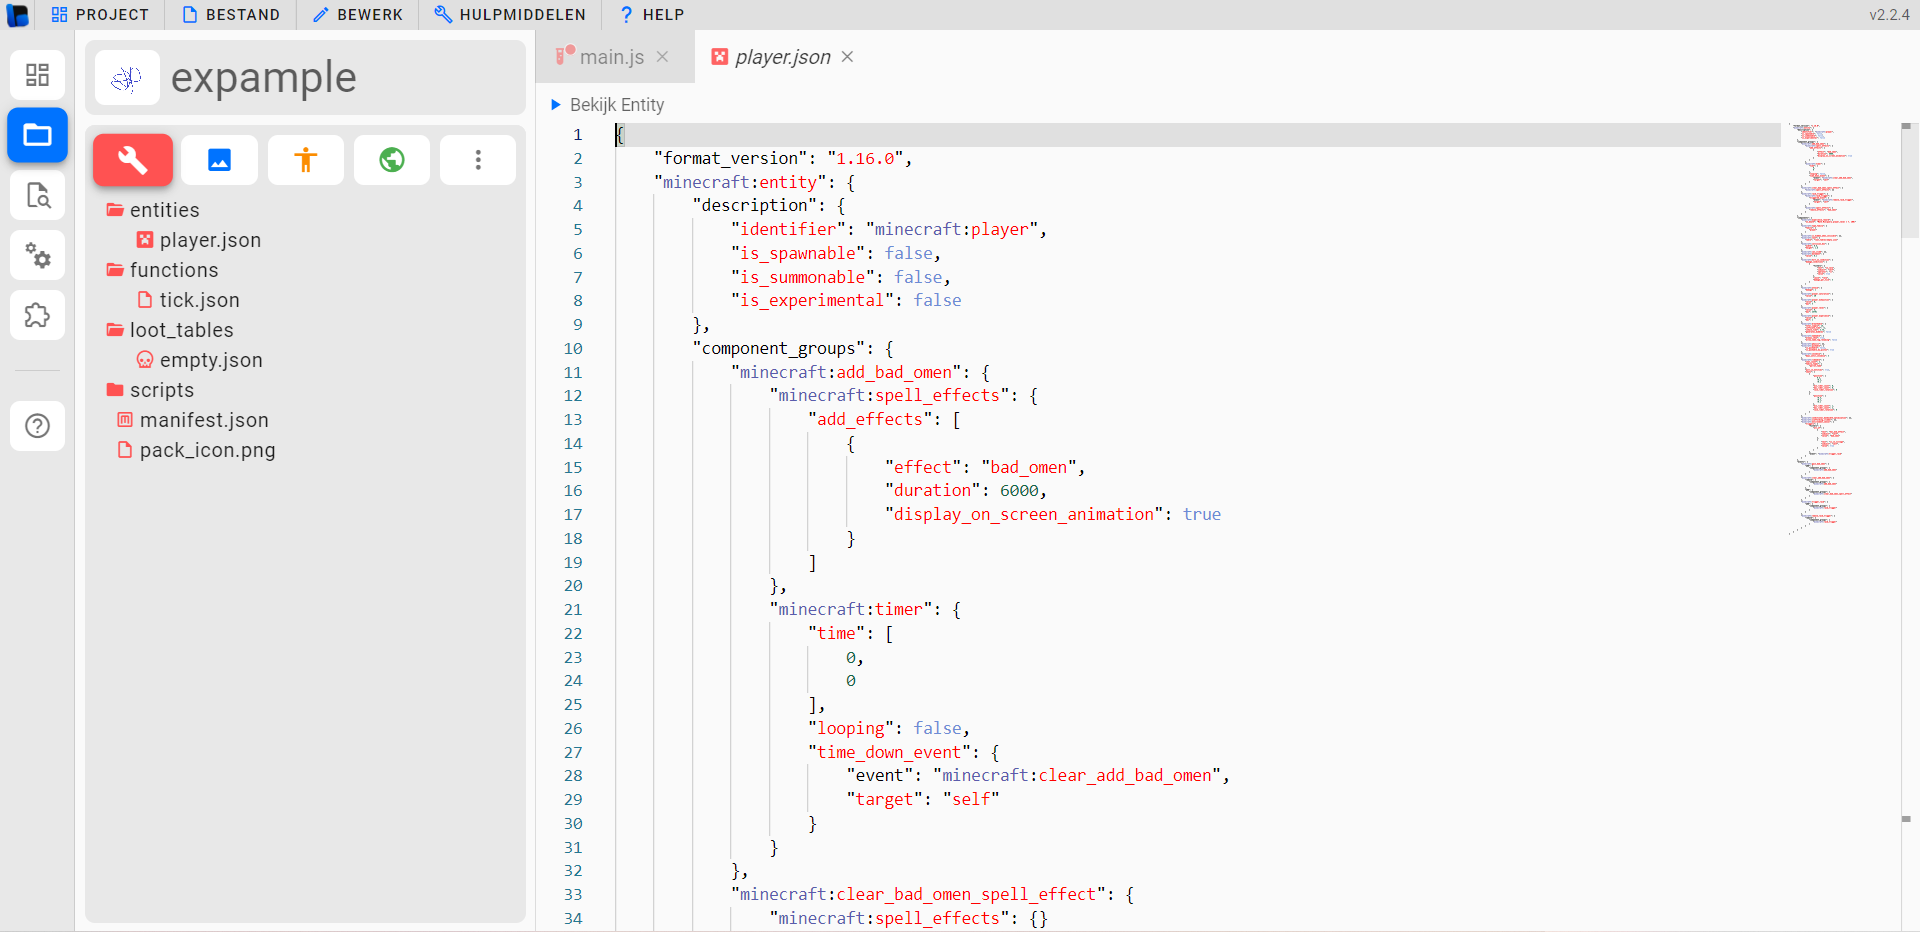 PROJECT BESTAND BEWERK HULPMIDDELEN HELP v2.2.4
expample
entities
player.json
functions
tick.json
loot_tables
empty.json
scripts
manifest.json
pack_icon.png
main.js player.json
Bekijk Entity
1 {
2 "format_version": "1.16.0",
3 "minecraft:entity": {
4 "description": {
5 "identifier": "minecraft:player",
6 "is_spawnable": false,
7 "is_summonable": false,
8 "is_experimental": false
9 },
10 "component_groups": {
11 "minecraft:add_bad_omen": {
12 "minecraft:spell_effects": {
13 "add_effects": [
14 {
15 "effect": "bad_omen",
16 "duration": 6000,
17 "display_on_screen_animation": true
18 }
19 ]
20 },
21 "minecraft:timer": {
22 "time": [
23 0,
24 0
25 ],
26 "looping": false,
27 "time_down_event": {
28 "event": "minecraft:clear_add_bad_omen",
29 "target": "self"
30 }
31 }
32 },
33 "minecraft:clear_bad_omen_spell_effect": {
34 "minecraft:spell_effects": {}